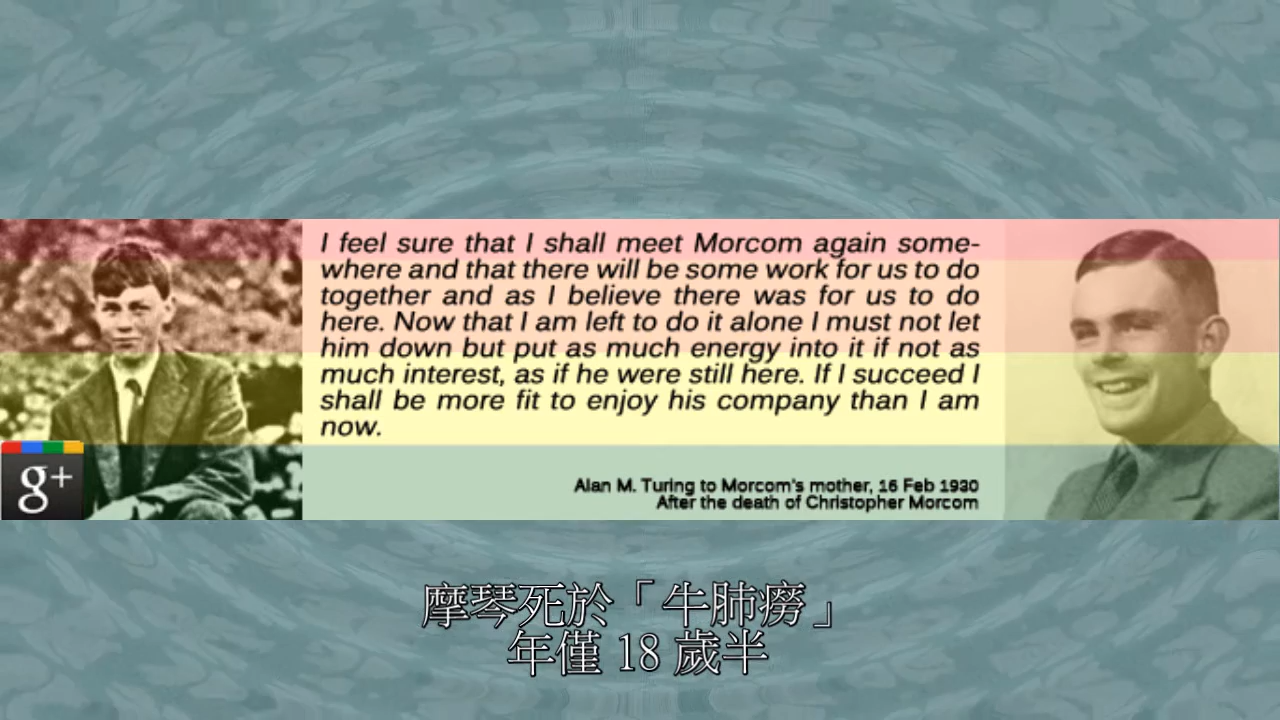 I feel sure that I shall meet Morcom again some-
where and that there will be some work for us to do
together and as I believe there was for us to do
here. Now that I am left to do it alone I must not let
him down but put as much energy into it if not as
much interest, as if he were still here. If I succeed I
shall be more fit to enjoy his company than I am
now.
Alan M. Turing to Morcom's mother, 16 Feb 1930
After the death of Christopher Morcom
g+
摩琴死於「牛肺癆」
年僅 18 歲半